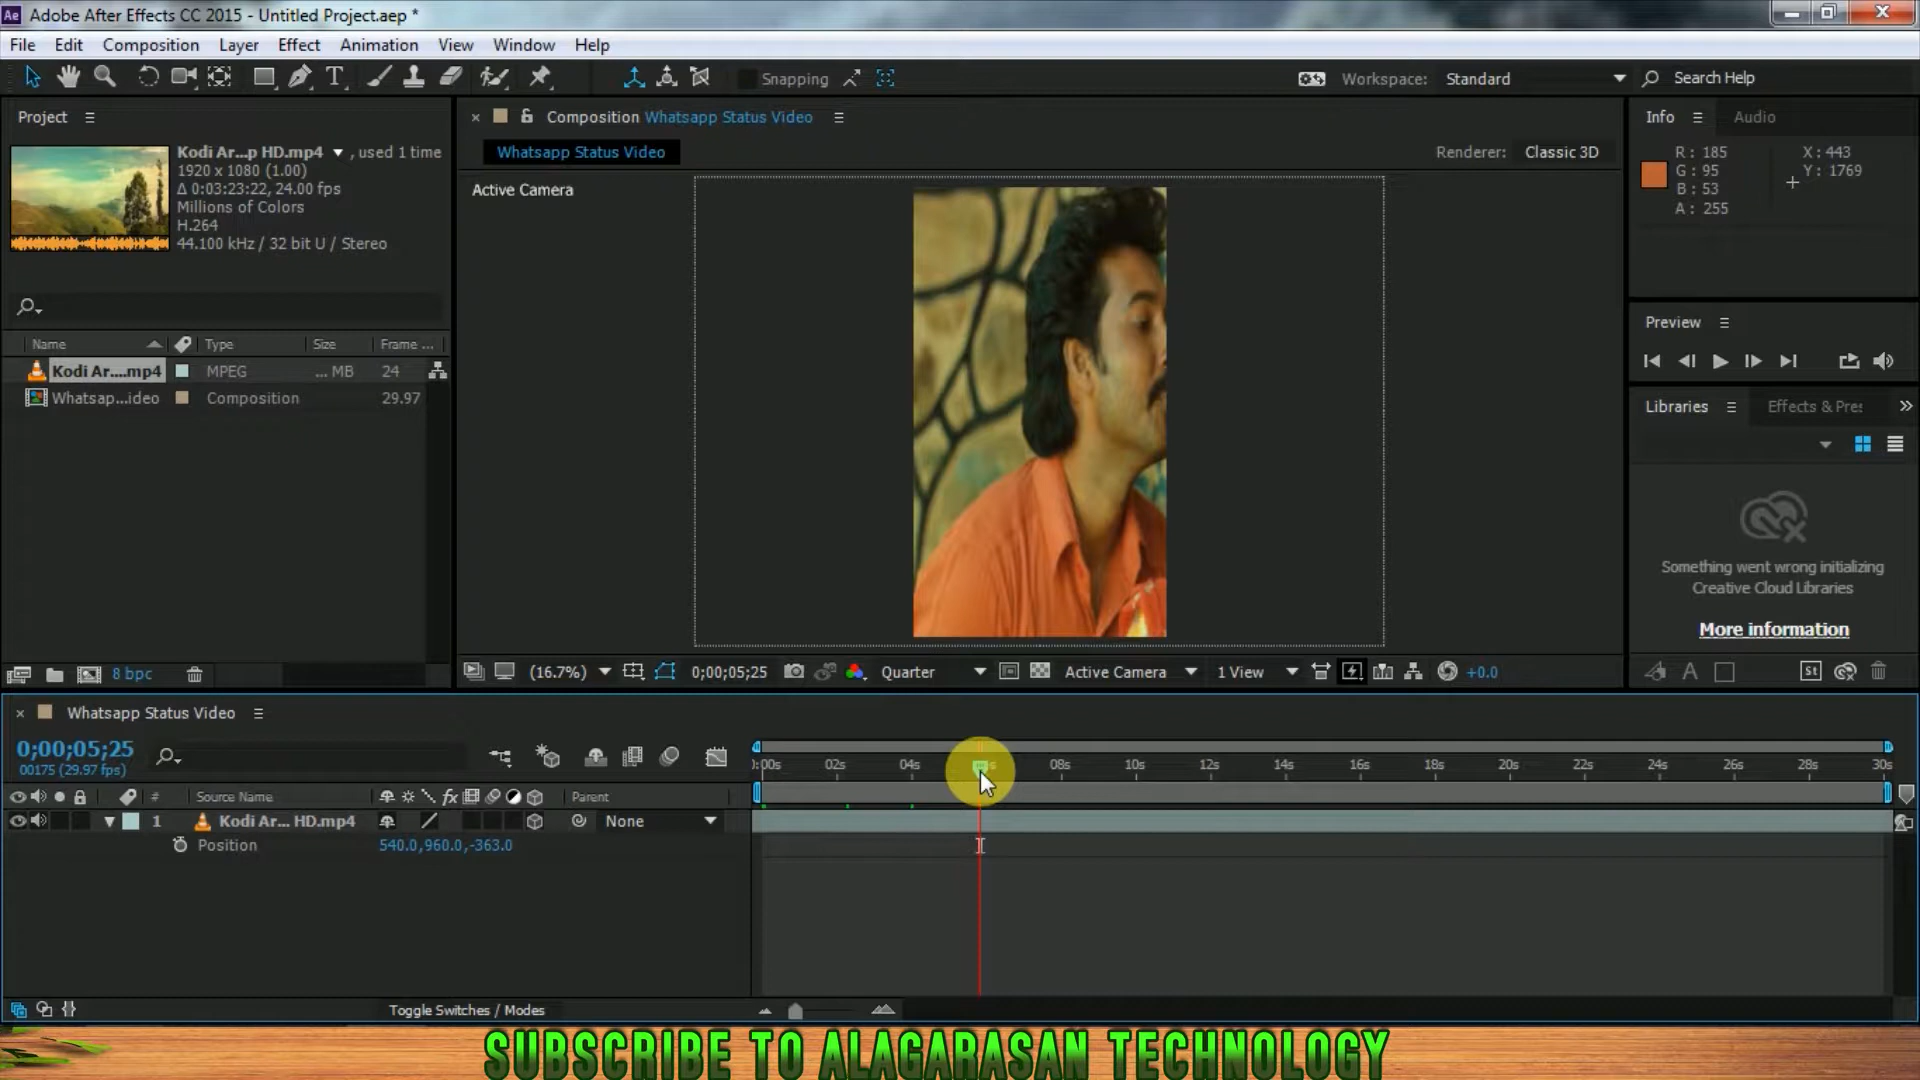 Ae Adobe After Effects CC 2015 - Untitled Project.aep *
File Edit Composition Layer Effect Animation View Window Help
T Snapping Workspace: Standard Search Help
Project
Kodi Ar...p HD.mp4 , used 1 time
1920 x 1080 (1.00)
Δ 0:03:23:22, 24.00 fps
Millions of Colors
H.264
44.100 kHz / 32 bit U / Stereo
Name Type Size Frame ...
Kodi Ar....mp4 MPEG ... MB 24
Whatsap...ideo Composition 29.97
8 bpc
Composition Whatsapp Status Video
Whatsapp Status Video Renderer: Classic 3D
Active Camera
(16.7%) 0;00;05;25 Quarter Active Camera 1 View +0.0
Info Audio
R: 185 X: 443
G: 95 Y: 1769
B: 53
A: 255
Preview
Libraries Effects & Pre
Something went wrong initializing
Creative Cloud Libraries
More information
A St
Whatsapp Status Video
0;00;05;25
00175 (29.97 fps)
):00s 02s 04s 08s 10s 12s 14s 16s 18s 20s 22s 24s 26s 28s 30s
# Source Name fx Parent
1 Kodi Ar... HD.mp4 None
Position 540.0,960.0,-363.0
Toggle Switches / Modes
SUBSCRIBE TO ALAGARASAN TECHNOLOGY